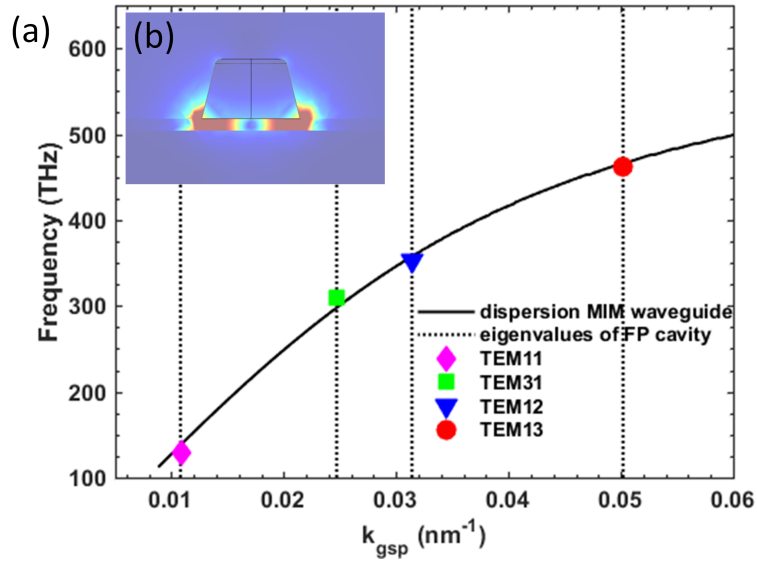 (a)
(b)
600
500
400
300
200
100
Frequency (THz)
dispersion MIM waveguide
eigenvalues of FP cavity
TEM11
TEM31
TEM12
TEM13
0.01 0.02 0.03 0.04 0.05 0.06
k_gsp (nm⁻¹)